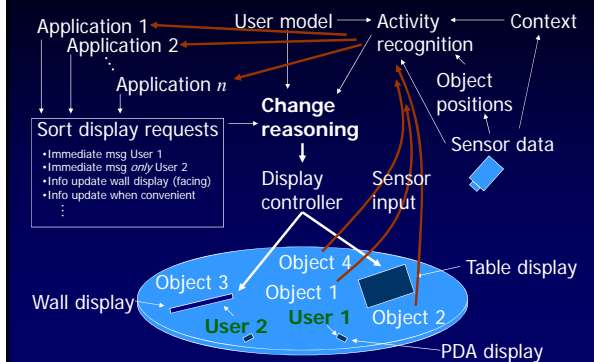 Application 1
Application 2
Application n
User model
Activity
recognition
Context
Object
positions
Sensor data
Change
reasoning
Sort display requests
•Immediate msg User 1
•Immediate msg only User 2
•Info update wall display (facing)
•Info update when convenient
Display
controller
Sensor
input
Object 4
Object 3
Object 1
Table display
Wall display
User 2
User 1
Object 2
PDA display